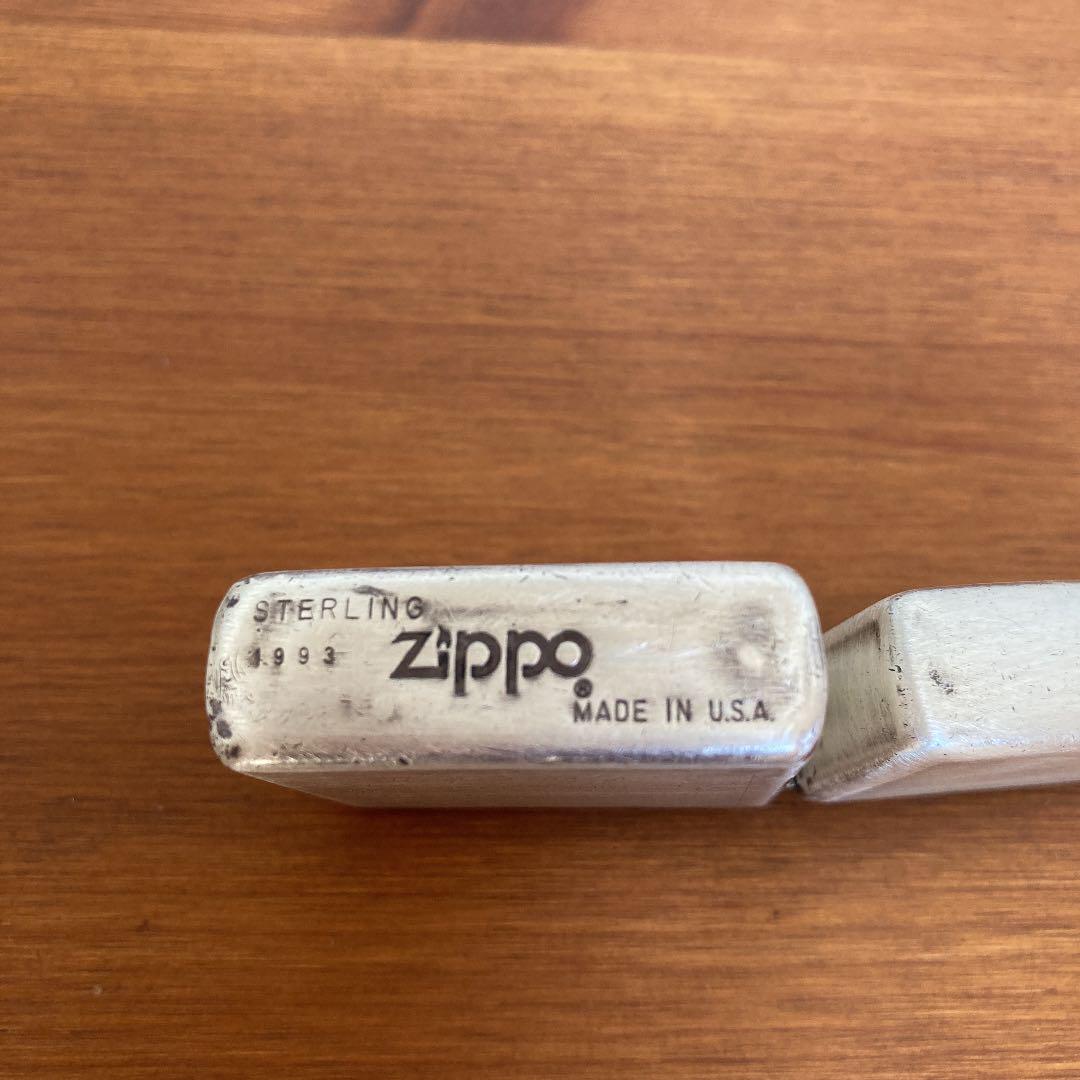 STERLING
1993
Zippo
®
MADE IN U.S.A.